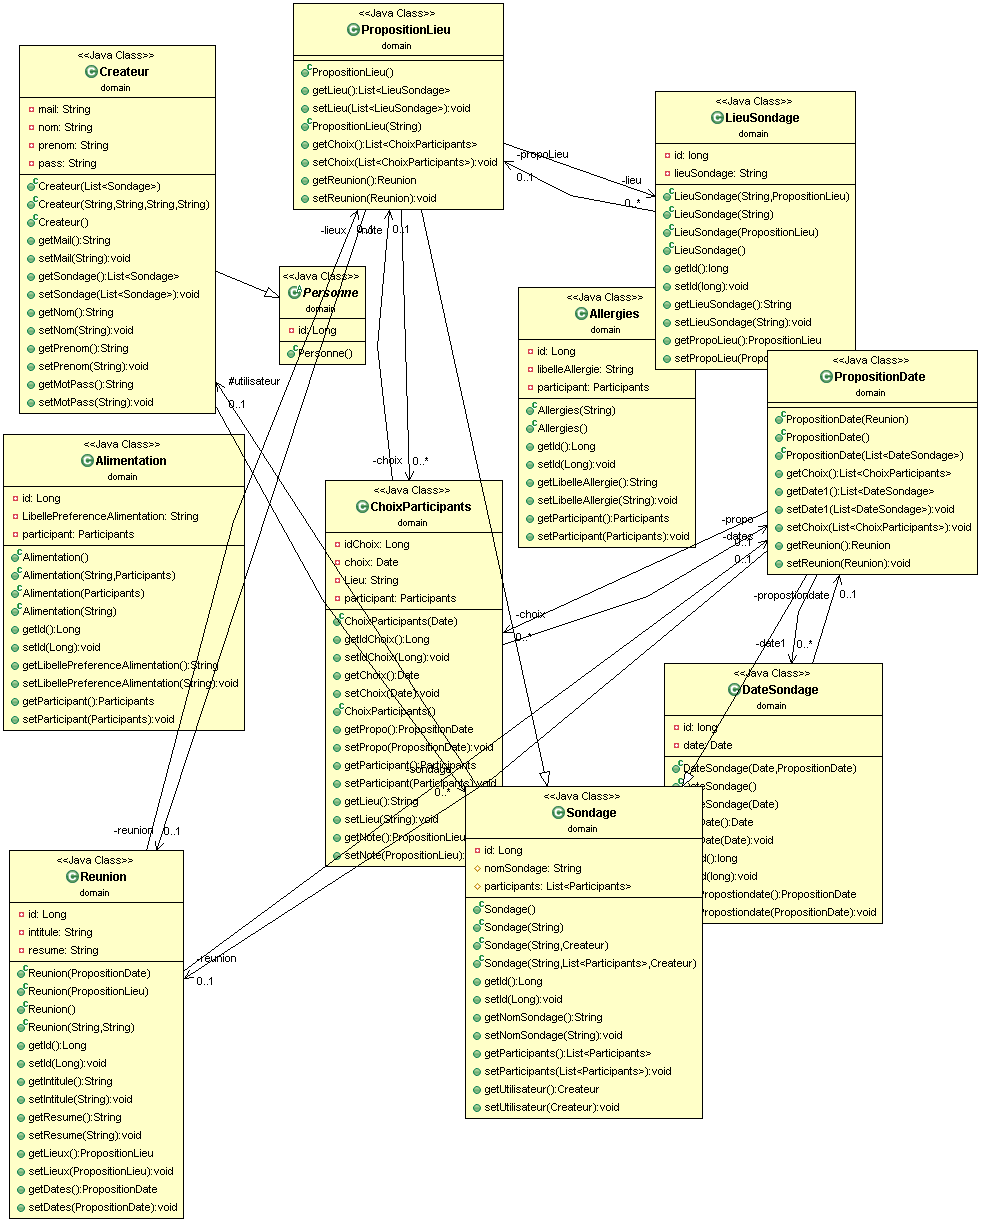 <<Java Class>>
PropositionLieu
domain
PropositionLieu()
getLieu():List<LieuSondage>
setLieu(List<LieuSondage>):void
PropositionLieu(String)
getChoix():List<ChoixParticipants>
setChoix(List<ChoixParticipants>):void
getReunion():Reunion
setReunion(Reunion):void
<<Java Class>>
Createur
domain
mail: String
nom: String
prenom: String
pass: String
Createur(List<Sondage>)
Createur(String,String,String,String)
Createur()
getMail():String
setMail(String):void
getSondage():List<Sondage>
setSondage(List<Sondage>):void
getNom():String
setNom(String):void
getPrenom():String
setPrenom(String):void
getMotPass():String
setMotPass(String):void
<<Java Class>>
LieuSondage
domain
id: long
lieuSondage: String
LieuSondage(String,PropositionLieu)
LieuSondage(String)
LieuSondage(PropositionLieu)
LieuSondage()
getId():long
setId(long):void
getLieuSondage():String
setLieuSondage(String):void
getPropoLieu():PropositionLieu
setPropoLieu(Propo
-propoLieu
0..1
-lieu
0..*
-lieux
-note
0..1
<<Java Class>>
Personne
domain
id: Long
Personne()
<<Java Class>>
Allergies
domain
id: Long
libelleAllergie: String
participant: Participants
Allergies(String)
Allergies()
getId():Long
setId(Long):void
getLibelleAllergie():String
setLibelleAllergie(String):void
getParticipant():Participants
setParticipant(Participants):void
<<Java Class>>
PropositionDate
domain
PropositionDate(Reunion)
PropositionDate()
PropositionDate(List<DateSondage>)
getChoix():List<ChoixParticipants>
getDate1():List<DateSondage>
setDate1(List<DateSondage>):void
setChoix(List<ChoixParticipants>):void
getReunion():Reunion
setReunion(Reunion):void
#utilisateur
0..1
<<Java Class>>
Alimentation
domain
id: Long
LibellePreferenceAlimentation: String
participant: Participants
Alimentation()
Alimentation(String,Participants)
Alimentation(Participants)
Alimentation(String)
getId():Long
setId(Long):void
getLibellePreferenceAlimentation():String
setLibellePreferenceAlimentation(String):void
getParticipant():Participants
setParticipant(Participants):void
-choix
0..*
<<Java Class>>
ChoixParticipants
domain
idChoix: Long
choix: Date
Lieu: String
participant: Participants
ChoixParticipants(Date)
getIdChoix():Long
setIdChoix(Long):void
getChoix():Date
setChoix(Date):void
ChoixParticipants()
getPropo():PropositionDate
setPropo(PropositionDate):void
getParticipant():Participants
setParticipant(Participants):void
getLieu():String
setLieu(String):void
getNote():PropositionLieu
setNote(PropositionLieu):
-propo
-dates
0..1
0..1
-choix
0..*
-propostiondate
0..1
-date1
0..*
<<Java Class>>
DateSondage
domain
id: long
date: Date
DateSondage(Date,PropositionDate)
teSondage()
eSondage(Date)
Date():Date
Date(Date):void
d():long
d(long):void
Propostiondate():PropositionDate
Propostiondate(PropositionDate):void
-sondage
0..*
<<Java Class>>
Sondage
domain
id: Long
nomSondage: String
participants: List<Participants>
Sondage()
Sondage(String)
Sondage(String,Createur)
Sondage(String,List<Participants>,Createur)
getId():Long
setId(Long):void
getNomSondage():String
setNomSondage(String):void
getParticipants():List<Participants>
setParticipants(List<Participants>):void
getUtilisateur():Createur
setUtilisateur(Createur):void
-reunion
0..1
<<Java Class>>
Reunion
domain
id: Long
intitule: String
resume: String
Reunion(PropositionDate)
Reunion(PropositionLieu)
Reunion()
Reunion(String,String)
getId():Long
setId(Long):void
getIntitule():String
setIntitule(String):void
getResume():String
setResume(String):void
getLieux():PropositionLieu
setLieux(PropositionLieu):void
getDates():PropositionDate
setDates(PropositionDate):void
-reunion
0..1